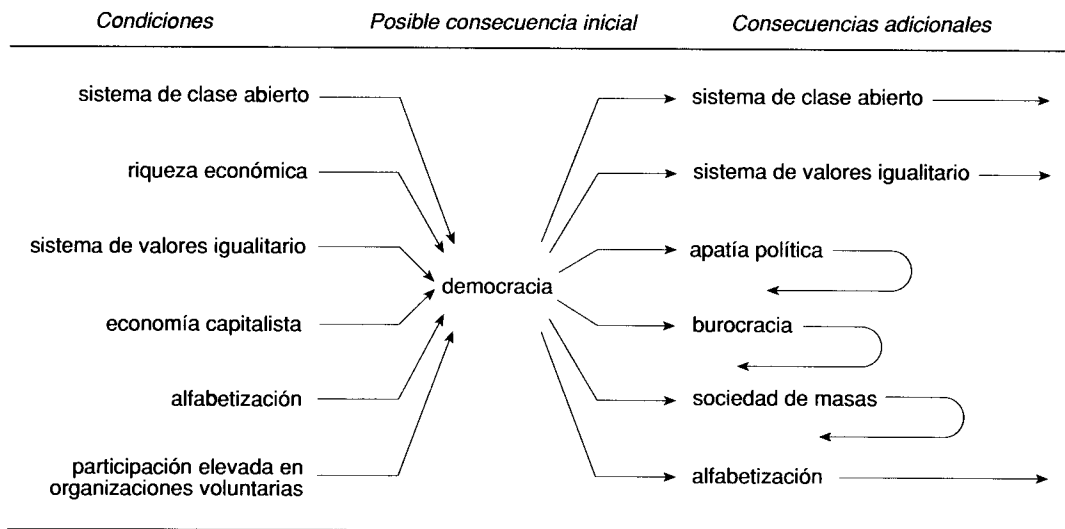 Condiciones
Posible consecuencia inicial
Consecuencias adicionales
sistema de clase abierto
riqueza económica
sistema de valores igualitario
economía capitalista
alfabetización
participación elevada en
organizaciones voluntarias
democracia
sistema de clase abierto
sistema de valores igualitario
apatía política
burocracia
sociedad de masas
alfabetización